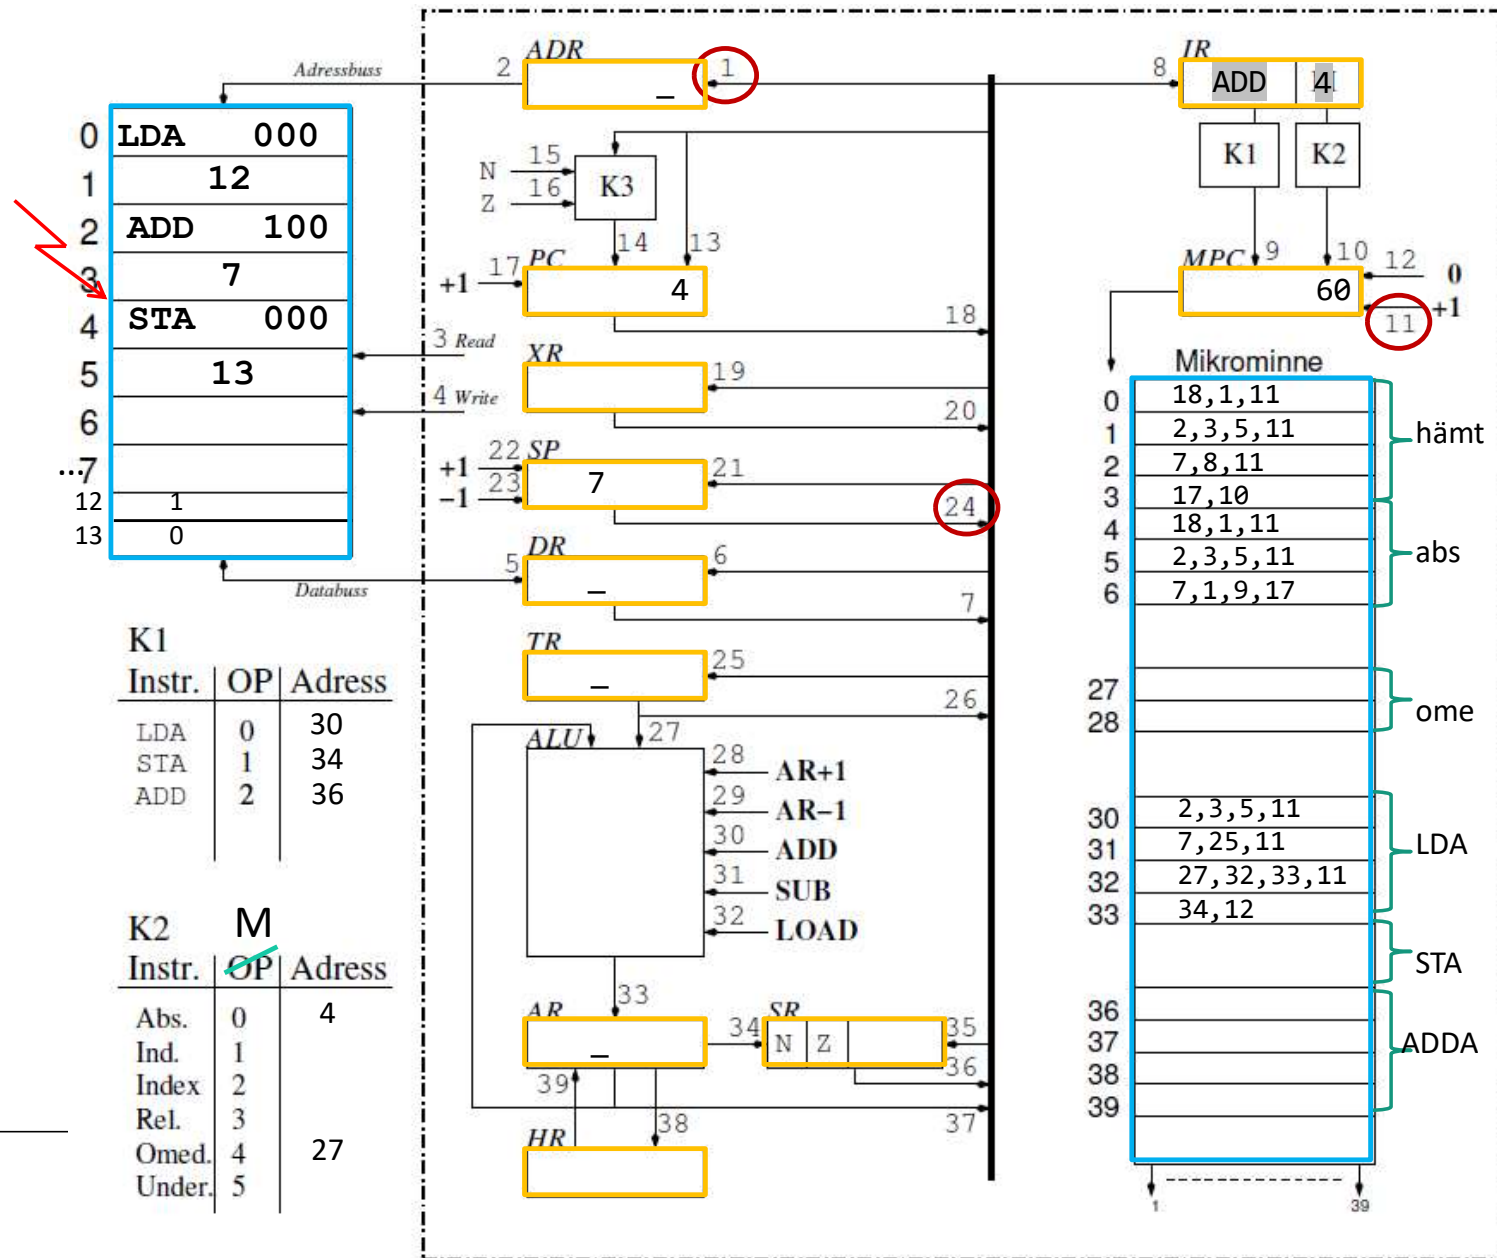 Adressbuss
2
ADR
_
1
8
IR
ADD 4
0 LDA 000
1 12
2 ADD 100
3 7
4 STA 000
5 13
6
...7
12 1
13 0
Databuss
N 15
Z 16
K3
14 13
+1 17 PC
4
18
3 Read
XR
19
20
4 Write
+1 22 SP
-1 23
7
21
24
5 DR
_
6
7
TR
_
25
26
27
ALU
28 AR+1
29 AR−1
30 ADD
31 SUB
32 LOAD
33
AR
_
34
SR
N Z
35
36
37
39
38
HR
K1 K2
MPC 9 10 12 0
60
11 +1
Mikrominne
0 18,1,11
1 2,3,5,11
hämt
2 7,8,11
3 17,10
4 18,1,11
5 2,3,5,11
abs
6 7,1,9,17
27
ome
28
30 2,3,5,11
31 7,25,11
LDA
32 27,32,33,11
33 34,12
STA
36
37
ADDA
38
39
1 39
K1
Instr. OP Adress
LDA 0 30
STA 1 34
ADD 2 36
K2 M
Instr. OP Adress
Abs. 0 4
Ind. 1
Index 2
Rel. 3
Omed. 4 27
Under. 5